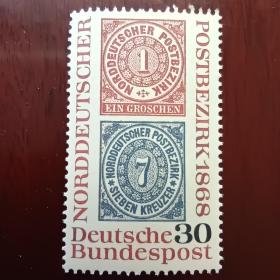 NORDDEUTSCHER
POSTBEZIRK·1868
NORDDEUTSCHER POSTBEZIRK
1
EIN GROSCHEN
NORDDEUTSCHER POSTBEZIRK
7
SIEBEN KREUZER
Deutsche 30
Bundespost